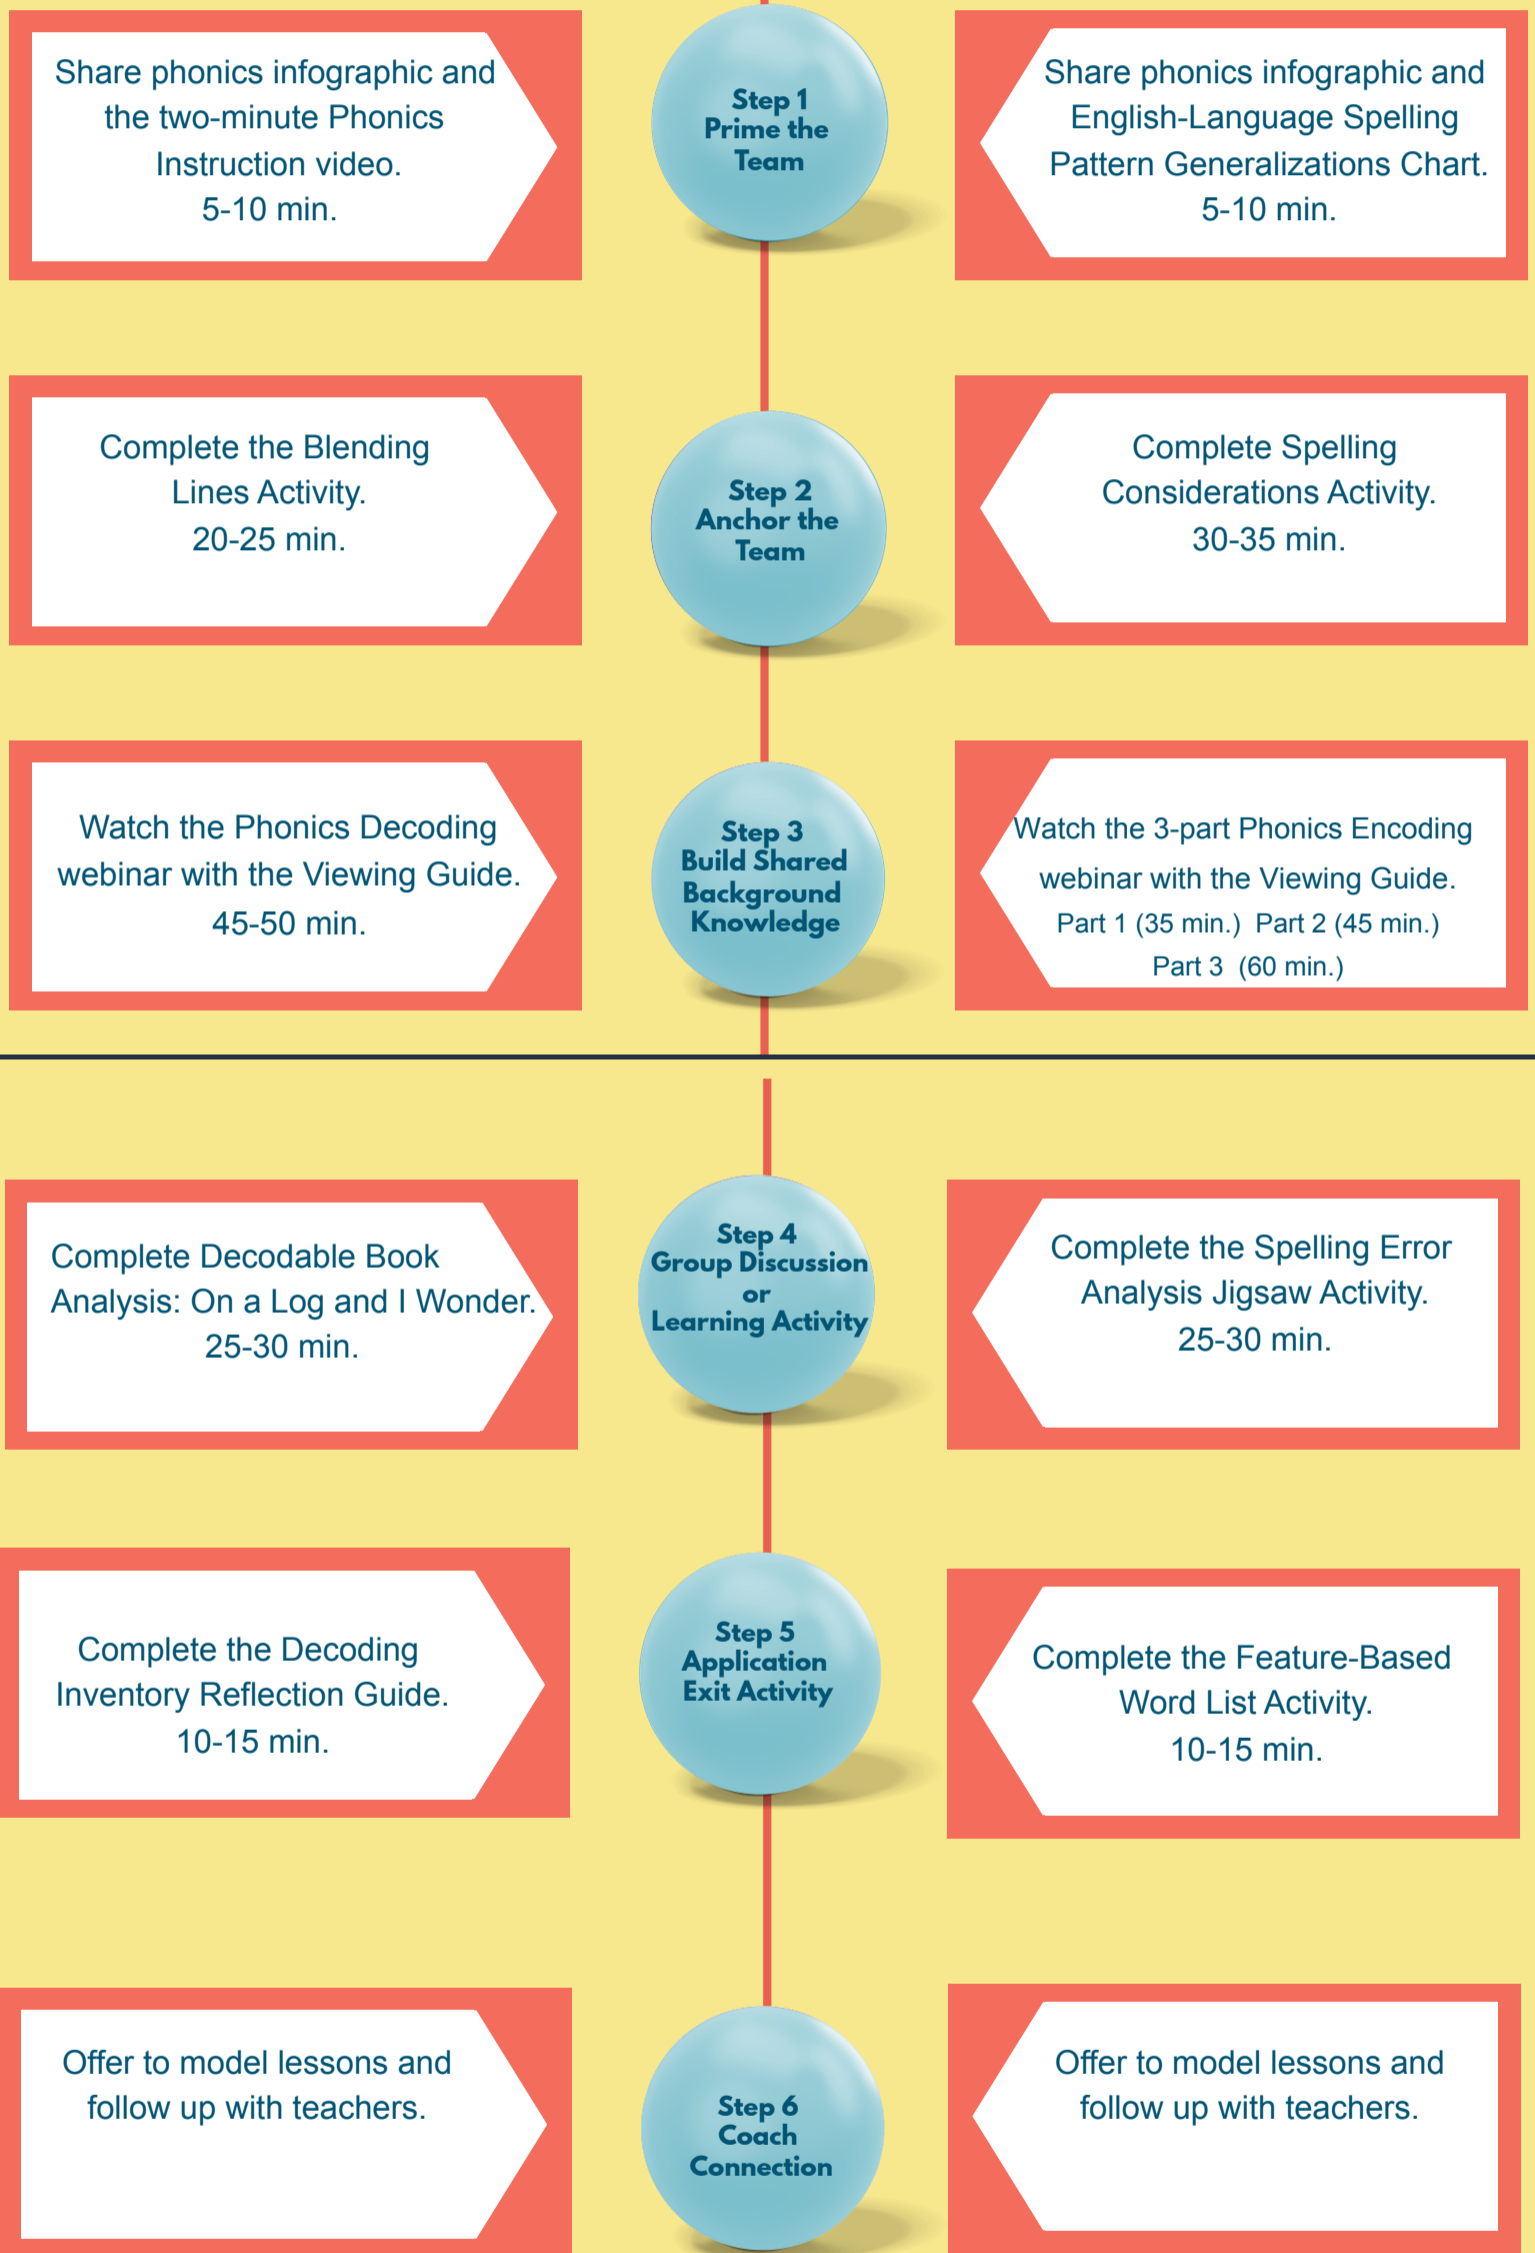 Share phonics infographic and
the two-minute Phonics
Instruction video.
5-10 min.
Step 1
Prime the
Team
Share phonics infographic and
English-Language Spelling
Pattern Generalizations Chart.
5-10 min.
Complete the Blending
Lines Activity.
20-25 min.
Step 2
Anchor the
Team
Complete Spelling
Considerations Activity.
30-35 min.
Watch the Phonics Decoding
webinar with the Viewing Guide.
45-50 min.
Step 3
Build Shared
Background
Knowledge
Watch the 3-part Phonics Encoding
webinar with the Viewing Guide.
Part 1 (35 min.) Part 2 (45 min.)
Part 3 (60 min.)
Complete Decodable Book
Analysis: On a Log and I Wonder.
25-30 min.
Step 4
Group Discussion
or
Learning Activity
Complete the Spelling Error
Analysis Jigsaw Activity.
25-30 min.
Complete the Decoding
Inventory Reflection Guide.
10-15 min.
Step 5
Application
Exit Activity
Complete the Feature-Based
Word List Activity.
10-15 min.
Offer to model lessons and
follow up with teachers.
Step 6
Coach
Connection
Offer to model lessons and
follow up with teachers.